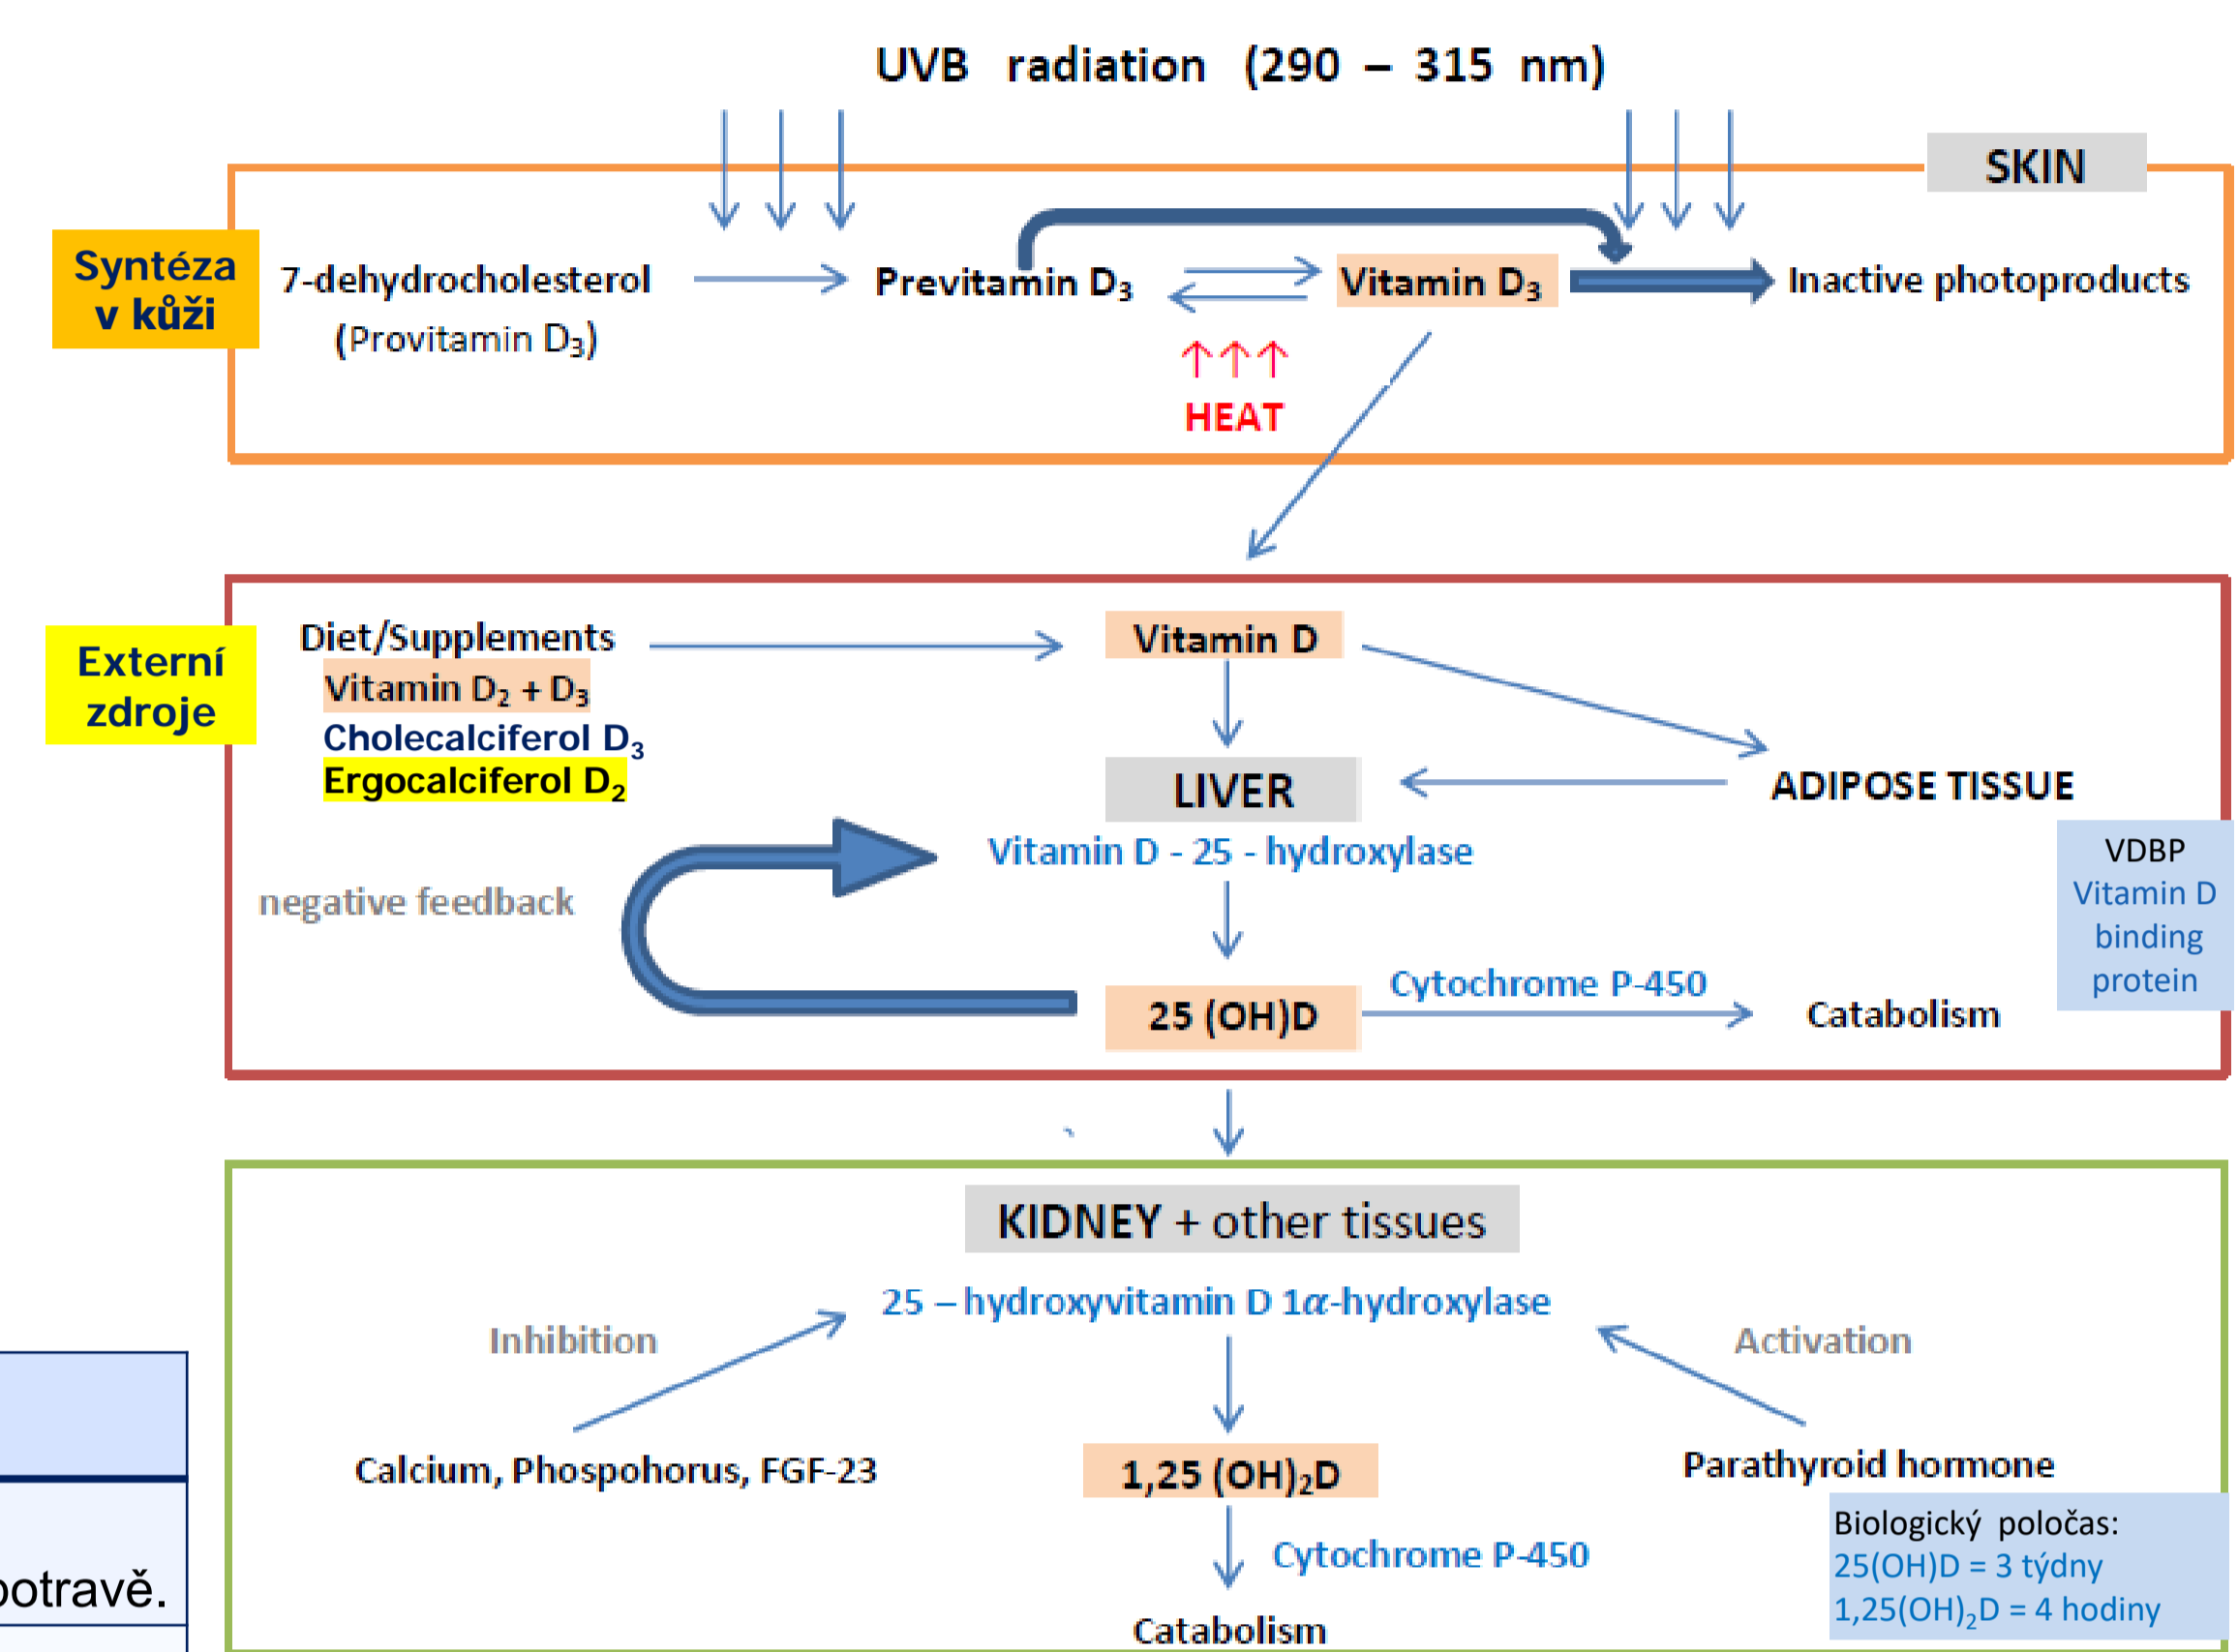 UVB radiation (290 – 315 nm)
SKIN
Syntéza
v kůži
7-dehydrocholesterol
(Provitamin D₃)
Previtamin D₃
Vitamin D₃
Inactive photoproducts
↑↑↑
HEAT
Externí
zdroje
Diet/Supplements
Vitamin D₂ + D₃
Cholecalciferol D₃
Ergocalciferol D₂
Vitamin D
LIVER
ADIPOSE TISSUE
Vitamin D - 25 - hydroxylase
negative feedback
VDBP
Vitamin D
binding
protein
25 (OH)D
Cytochrome P-450
Catabolism
KIDNEY + other tissues
25 – hydroxyvitamin D 1α-hydroxylase
Inhibition
Activation
Calcium, Phospohorus, FGF-23
1,25 (OH)₂D
Parathyroid hormone
Cytochrome P-450
Catabolism
Biologický poločas:
25(OH)D = 3 týdny
1,25(OH)₂D = 4 hodiny
potravě.